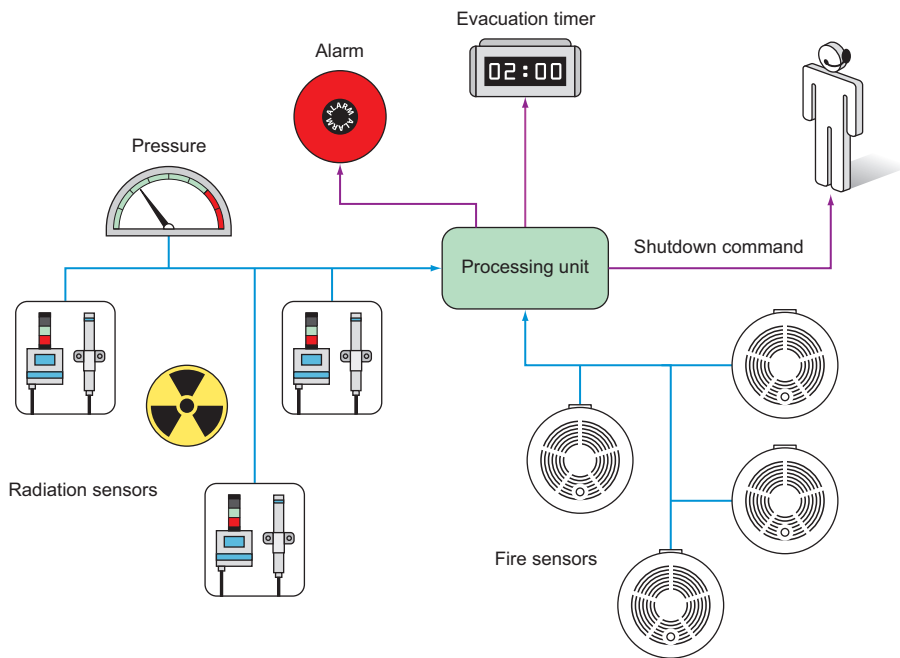 Evacuation timer
02:00
Alarm
ALARM ALARM
Pressure
Processing unit
Shutdown command
Radiation sensors
Fire sensors